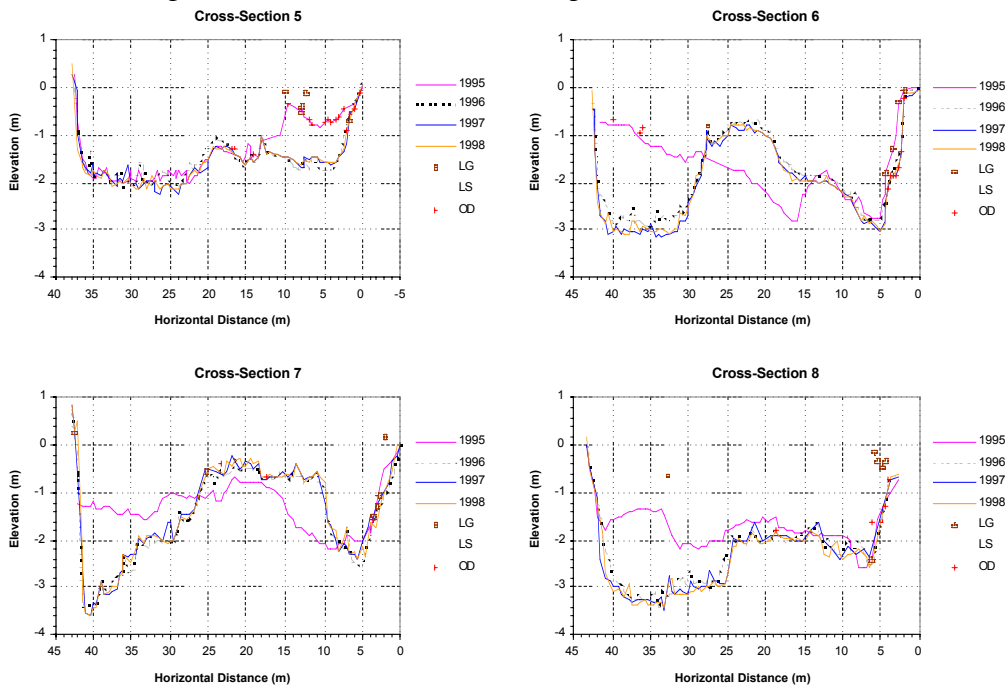 Cross-Section 5
1
0
-1
-2
-3
-4
Elevation (m)
40 35 30 25 20 15 10 5 0 -5
Horizontal Distance (m)
1995
1996
1997
1998
LG
LS
OD
Cross-Section 6
1
0
-1
-2
-3
-4
Elevation (m)
45 40 35 30 25 20 15 10 5 0
Horizontal Distance (m)
1995
1996
1997
1998
LG
LS
OD
Cross-Section 7
1
0
-1
-2
-3
-4
Elevation (m)
45 40 35 30 25 20 15 10 5 0
Horizontal Distance (m)
1995
1996
1997
1998
LG
LS
OD
Cross-Section 8
1
0
-1
-2
-3
-4
Elevation (m)
45 40 35 30 25 20 15 10 5 0
Horizontal Distance (m)
1995
1996
1997
1998
LG
LS
OD